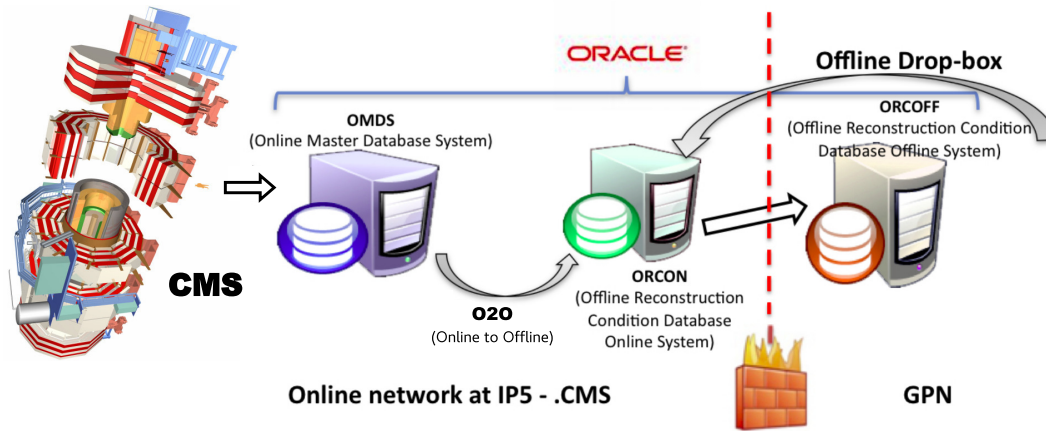 ORACLE
Offline Drop-box
OMDS
(Online Master Database System)
ORCOFF
(Offline Reconstruction Condition
Database Offline System)
CMS
O2O
(Online to Offline)
ORCON
(Offline Reconstruction
Condition Database
Online System)
Online network at IP5 - .CMS
GPN